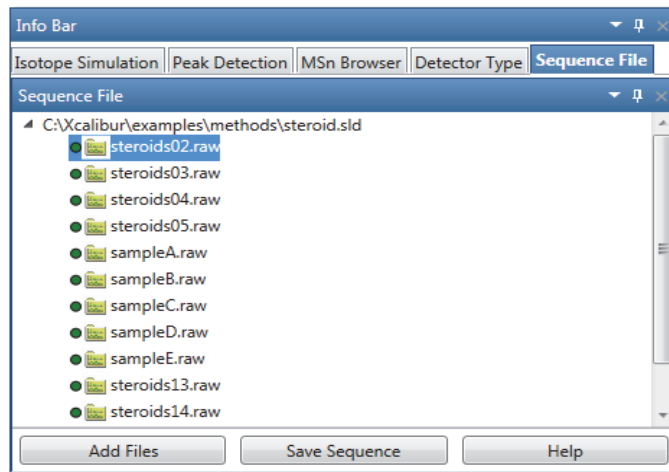 Info Bar
Isotope Simulation Peak Detection MSn Browser Detector Type Sequence File
Sequence File
C:\Xcalibur\examples\methods\steroid.sld
steroids02.raw
steroids03.raw
steroids04.raw
steroids05.raw
sampleA.raw
sampleB.raw
sampleC.raw
sampleD.raw
sampleE.raw
steroids13.raw
steroids14.raw
Add Files Save Sequence Help